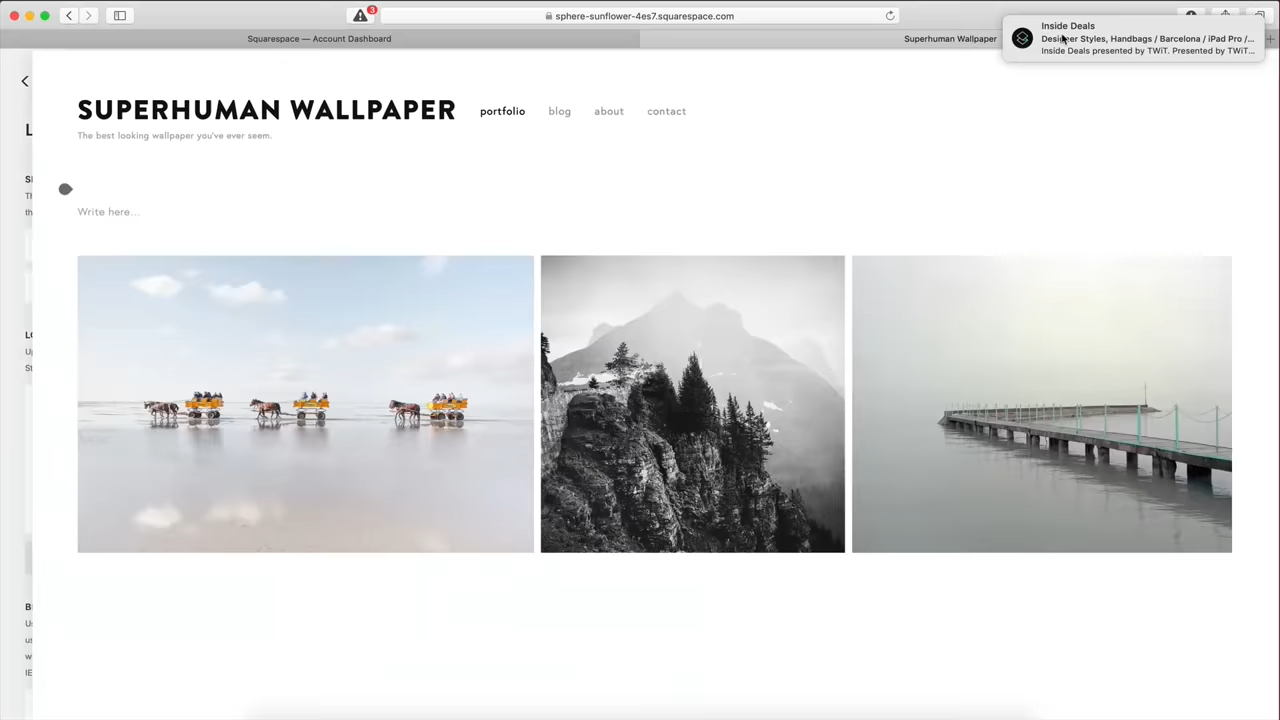 3
sphere-sunflower-4es7.squarespace.com
Squarespace — Account Dashboard
Superhuman Wallpaper
Inside Deals
Designer Styles, Handbags / Barcelona / iPad Pro /...
Inside Deals presented by TWiT. Presented by TWiT...
SUPERHUMAN WALLPAPER
portfolio
blog
about
contact
The best looking wallpaper you've ever seem.
Write here...